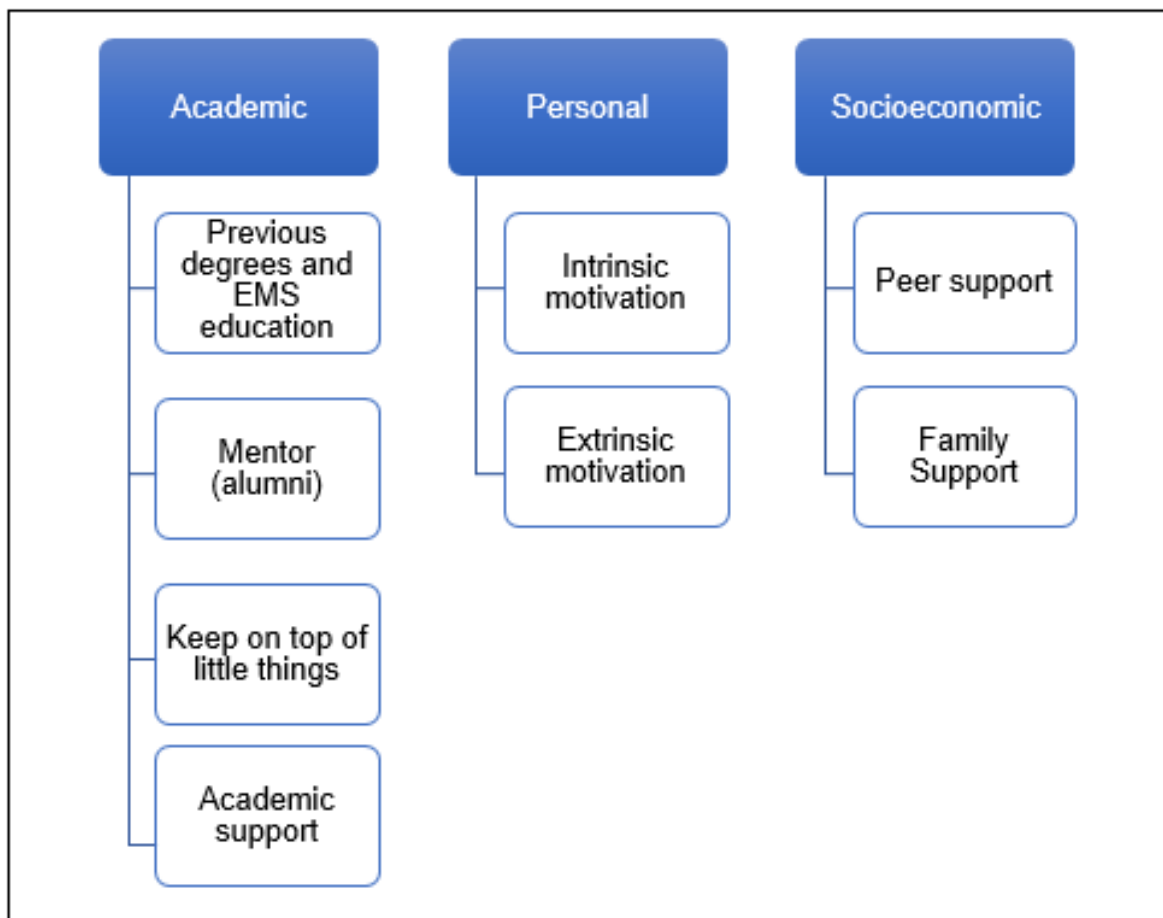 Academic
Previous
degrees and
EMS
education
Mentor
(alumni)
Keep on top of
little things
Academic
support
Personal
Intrinsic
motivation
Extrinsic
motivation
Socioeconomic
Peer support
Family
Support